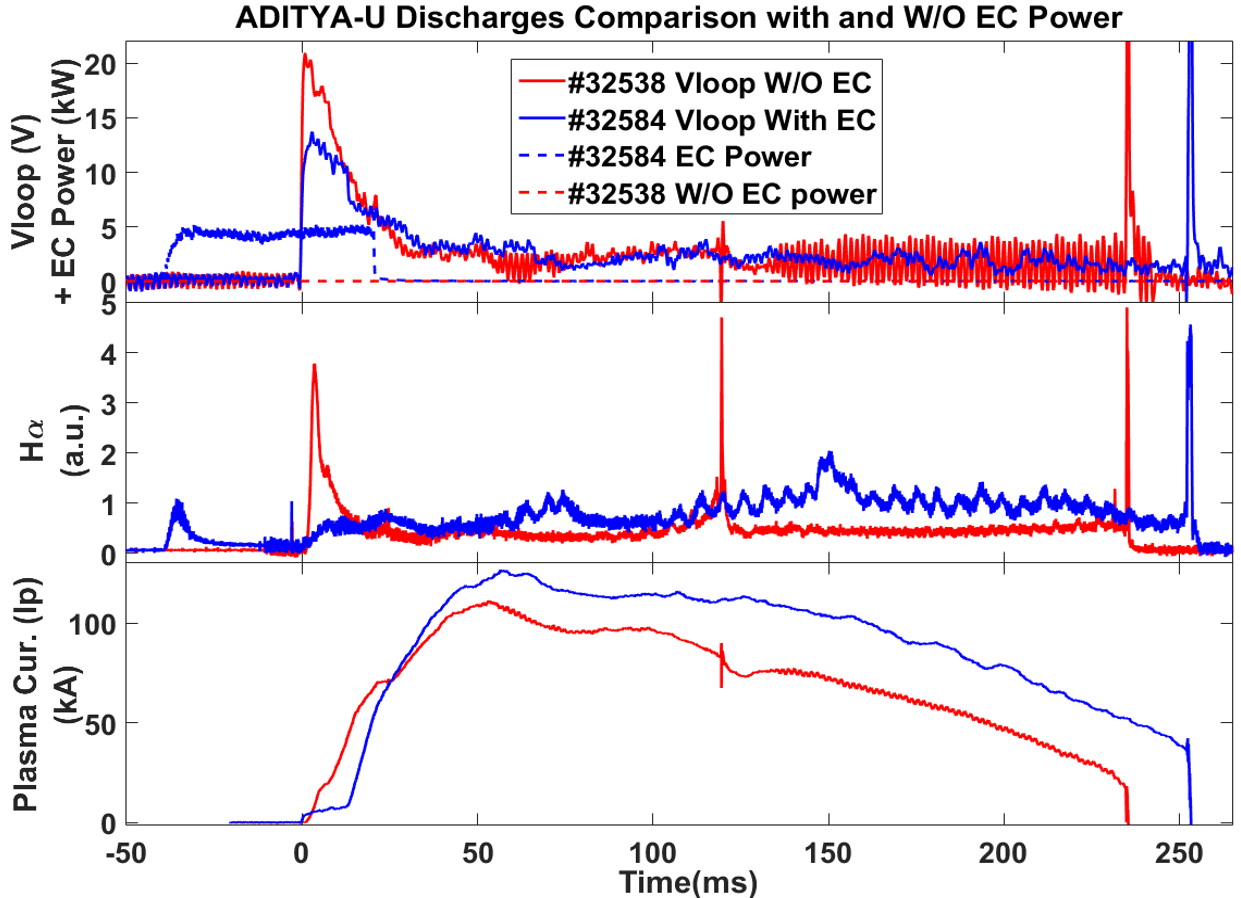 ADITYA-U Discharges Comparison with and W/O EC Power
Vloop (V)
+ EC Power (kW)
20
15
10
5
0
#32538 Vloop W/O EC
#32584 Vloop With EC
#32584 EC Power
#32538 W/O EC power
Hα
(a.u.)
5
4
3
2
1
0
Plasma Cur. (Ip)
(kA)
100
50
0
-50 0 50 100 150 200 250
Time(ms)